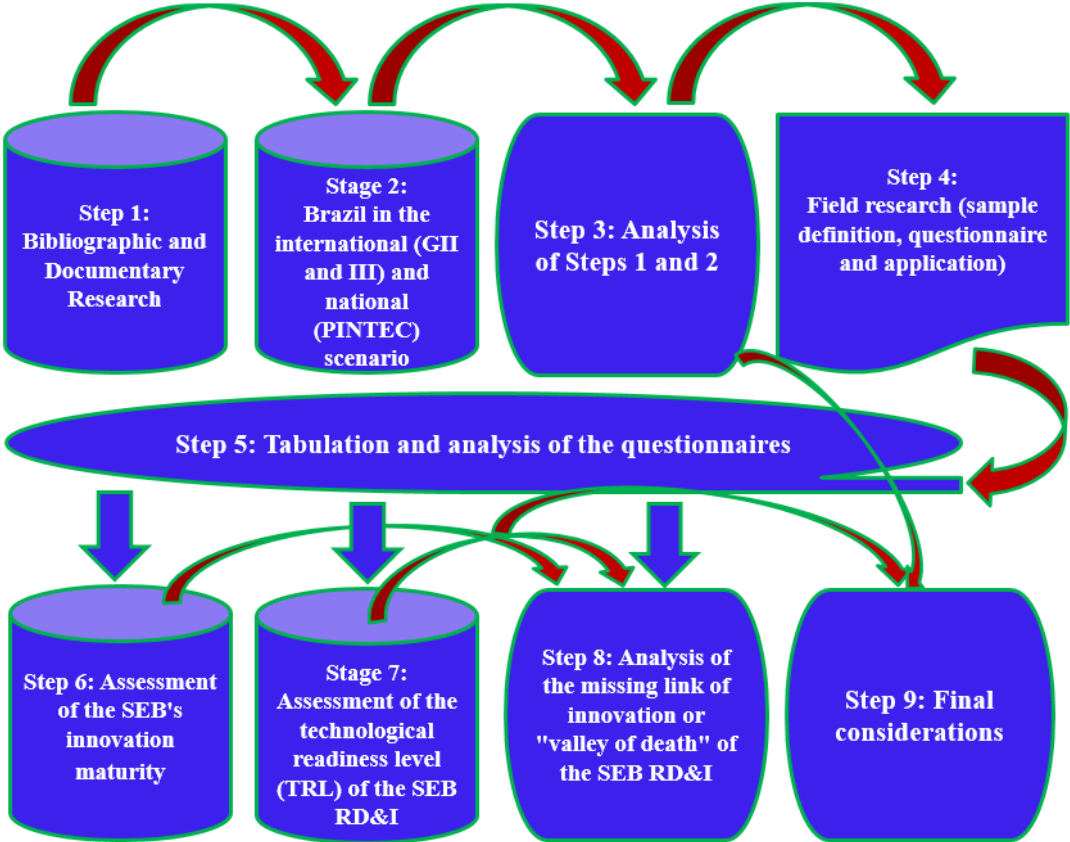 Step 1:
Bibliographic and
Documentary
Research
Stage 2:
Brazil in the
international (GII
and III) and
national
(PINTEC)
scenario
Step 3: Analysis
of Steps 1 and 2
Step 4:
Field research (sample
definition, questionnaire
and application)
Step 5: Tabulation and analysis of the questionnaires
Step 6: Assessment
of the SEB's
innovation
maturity
Stage 7:
Assessment of the
technological
readiness level
(TRL) of the SEB
RD&I
Step 8: Analysis of
the missing link of
innovation or
"valley of death" of
the SEB RD&I
Step 9: Final
considerations